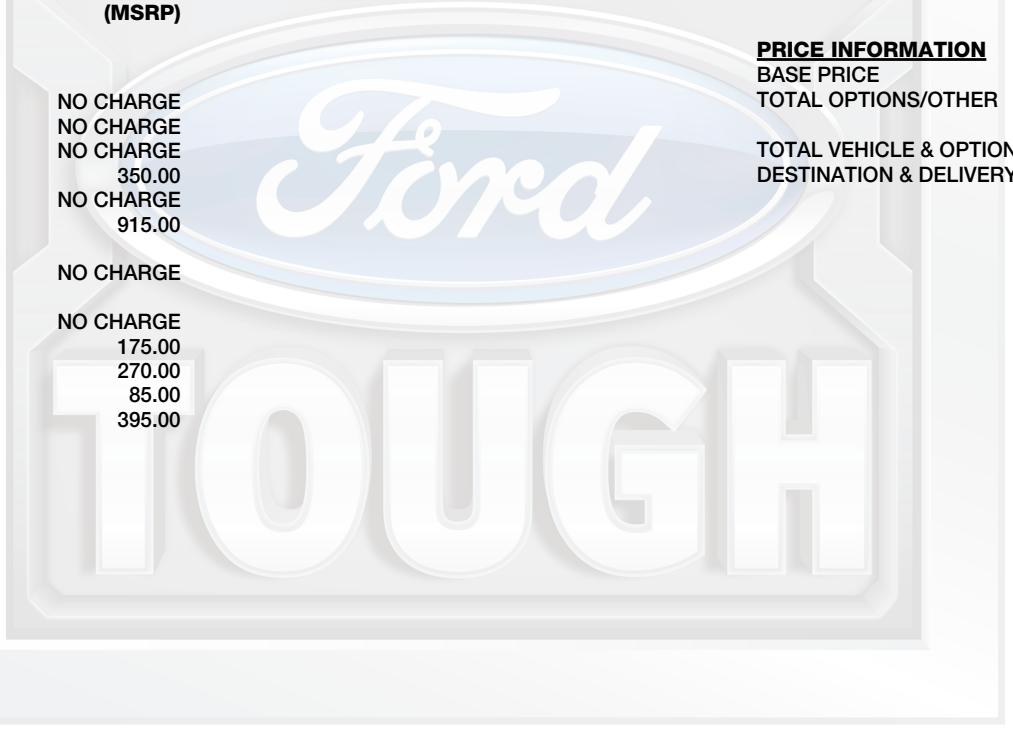 (MSRP)
NO CHARGE
NO CHARGE
NO CHARGE
350.00
NO CHARGE
915.00
NO CHARGE
NO CHARGE
175.00
270.00
85.00
395.00
PRICE INFORMATION
BASE PRICE
TOTAL OPTIONS/OTHER
TOTAL VEHICLE & OPTION
DESTINATION & DELIVERY
Ford
TOUGH